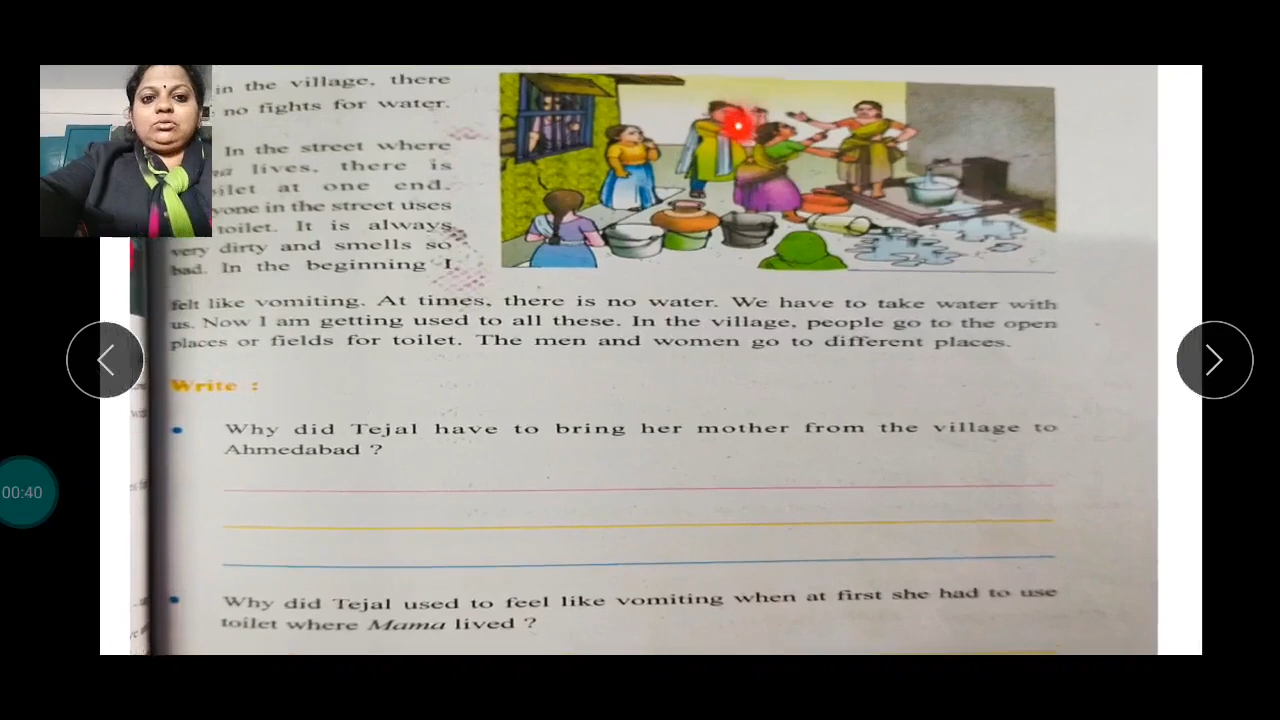 in the village, there
no fights for water.
In the street where
lives, there is
at one end.
in the street uses
toilet. It is always
very dirty and smells so
bad. In the beginning I
felt like vomiting. At times, there is no water. We have to take water with
us. Now I am getting used to all these. In the village, people go to the open
places or fields for toilet. The men and women go to different places.
Write :
• Why did Tejal have to bring her mother from the village to
Ahmedabad ?
• Why did Tejal used to feel like vomiting when at first she had to use
toilet where Mama lived ?
00:40